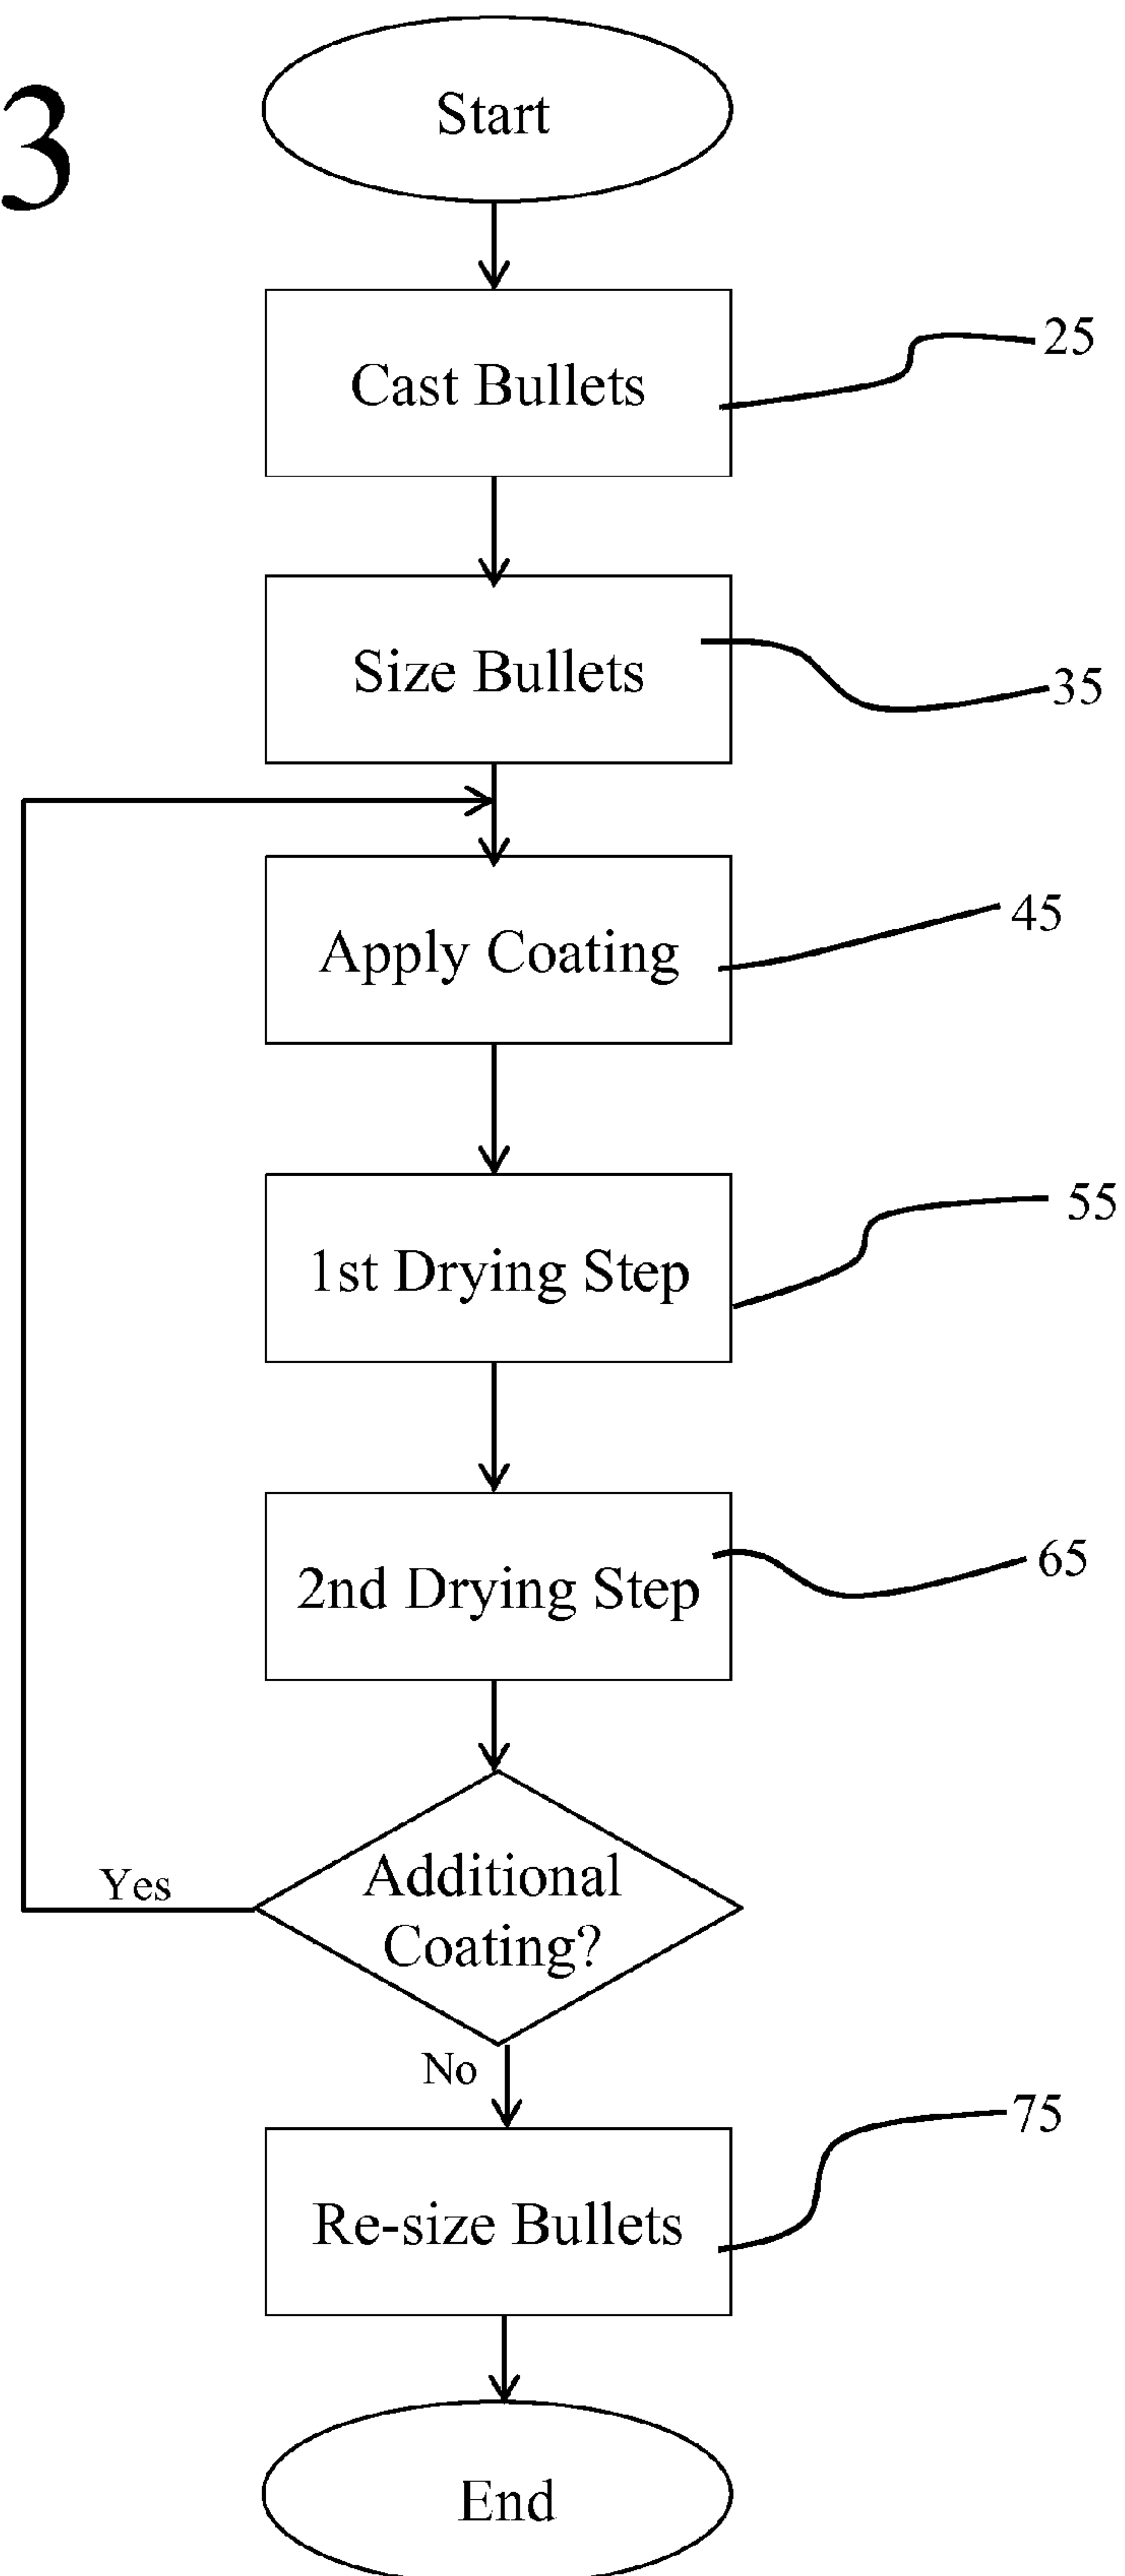 3
Start
Cast Bullets
25
Size Bullets
35
Apply Coating
45
1st Drying Step
55
2nd Drying Step
65
Additional
Coating?
Yes
No
Re-size Bullets
75
End